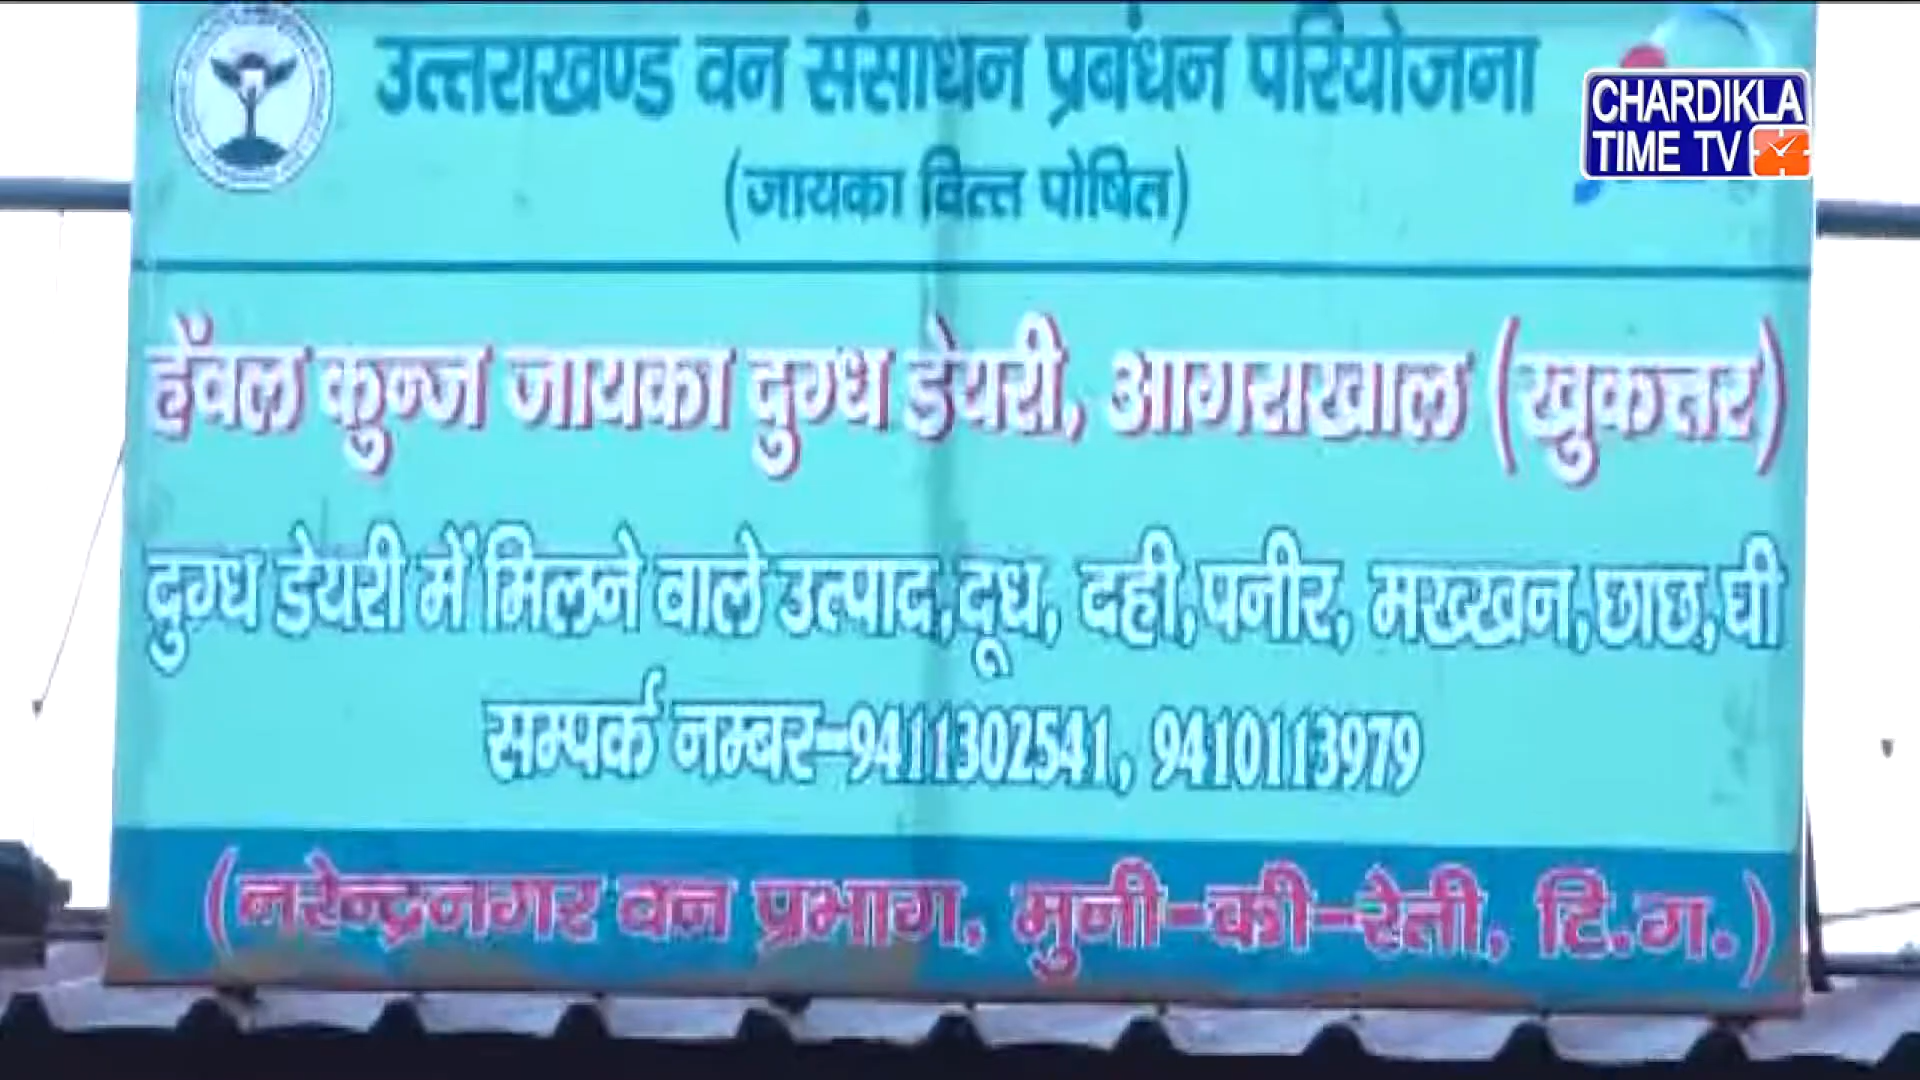 उत्तराखण्ड वन संसाधन प्रबंधन परियोजना
CHARDIKLA
TIME TV
(जायका वित्त पोषित)
हेंवल कुन्ज जायका दुग्ध डेयरी, आगराखाल (खुकत्तर)
दुग्ध डेयरी में मिलने वाले उत्पाद,दूध, दही,पनीर, मख्खन,छाछ,घी
सम्पर्क नम्बर-9411302541, 9410113979
(नरेन्द्रनगर वन प्रभाग, मुनी-की-रेती, टि.ग.)